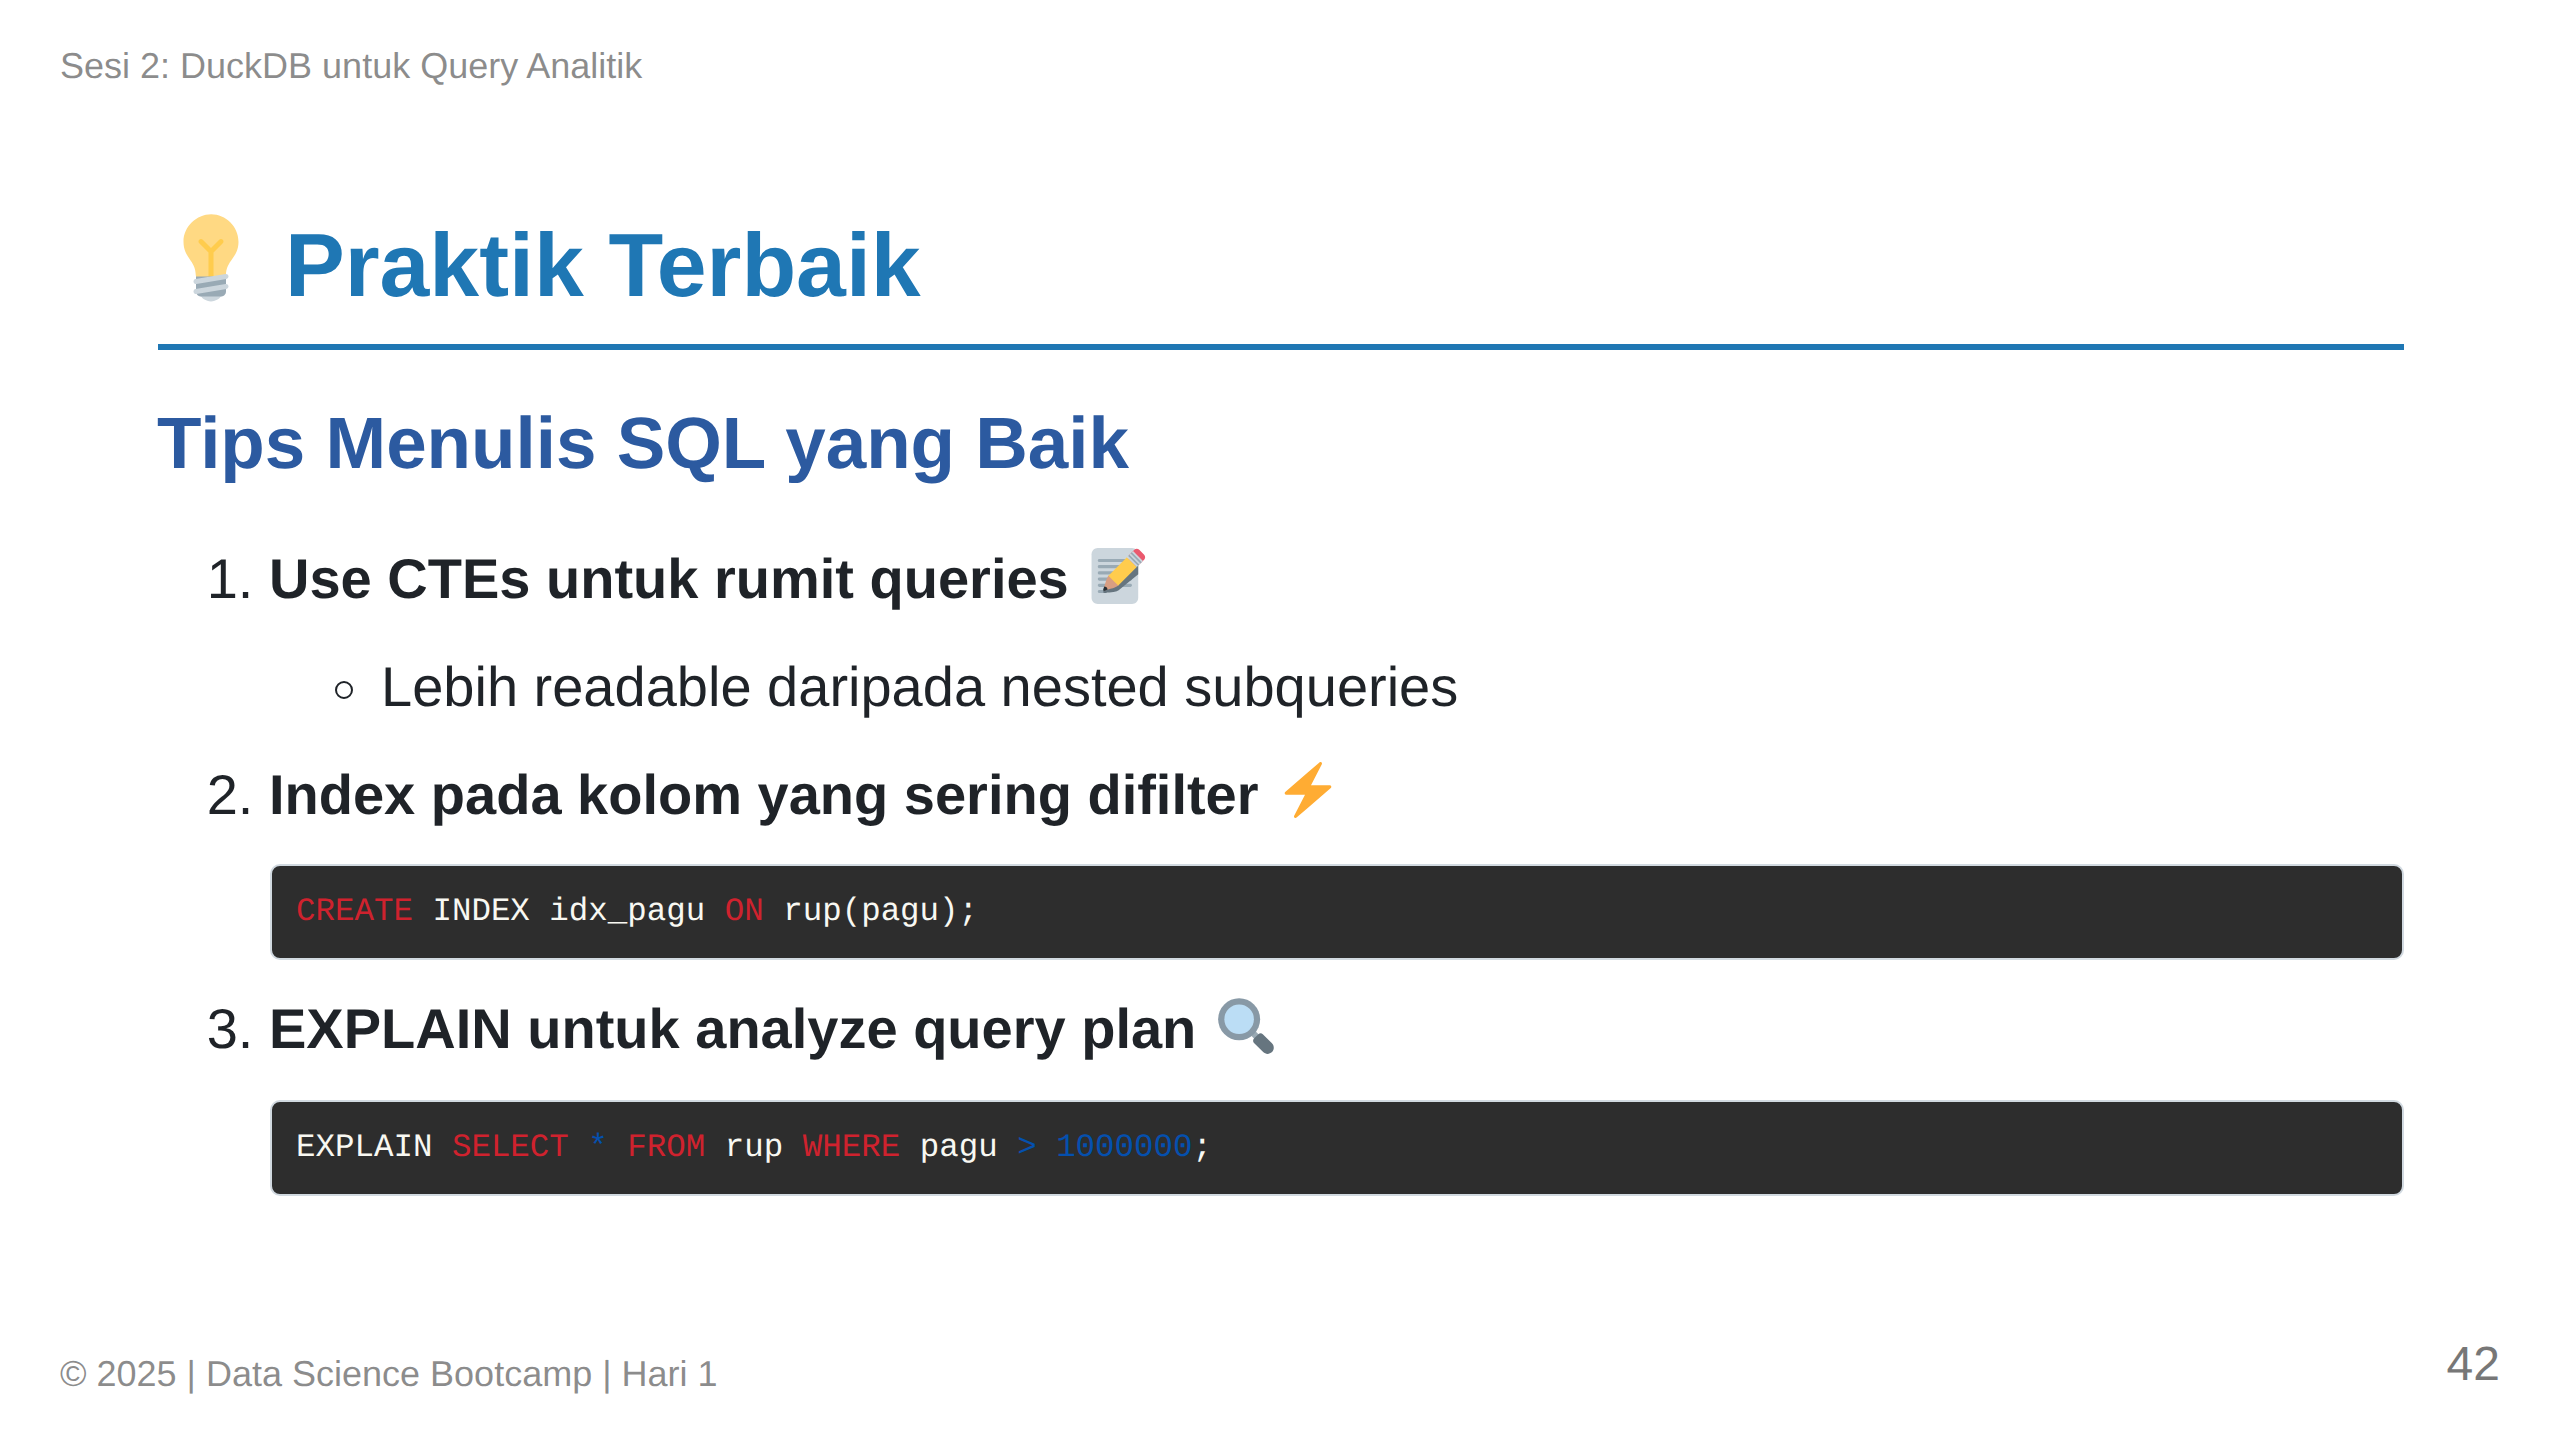 Sesi 2: DuckDB untuk Query Analitik
💡 Praktik Terbaik
Tips Menulis SQL yang Baik
1. Use CTEs untuk rumit queries 📝
○ Lebih readable daripada nested subqueries
2. Index pada kolom yang sering difilter ⚡
CREATE INDEX idx_pagu ON rup(pagu);
3. EXPLAIN untuk analyze query plan 🔍
EXPLAIN SELECT * FROM rup WHERE pagu > 1000000;
© 2025 | Data Science Bootcamp | Hari 1
42